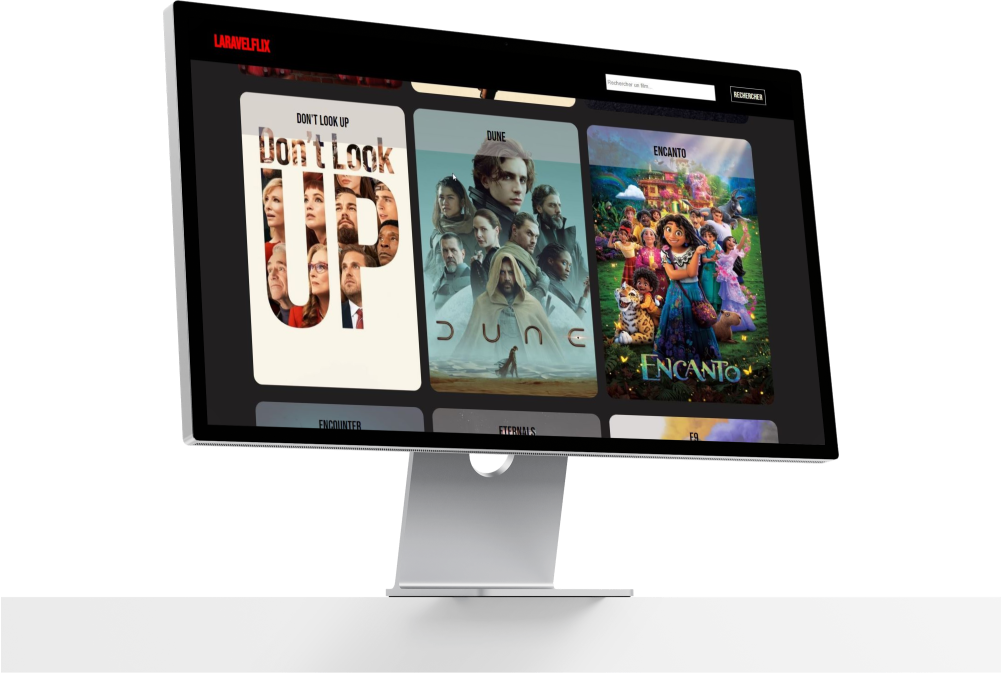 LARAVELFLIX
Rechercher un film...
RECHERCHER
DON'T LOOK UP
Don't Look
UP
DUNE
DUNE
ENCANTO
ENCANTO
ENCOUNTER
ETERNALS
F9